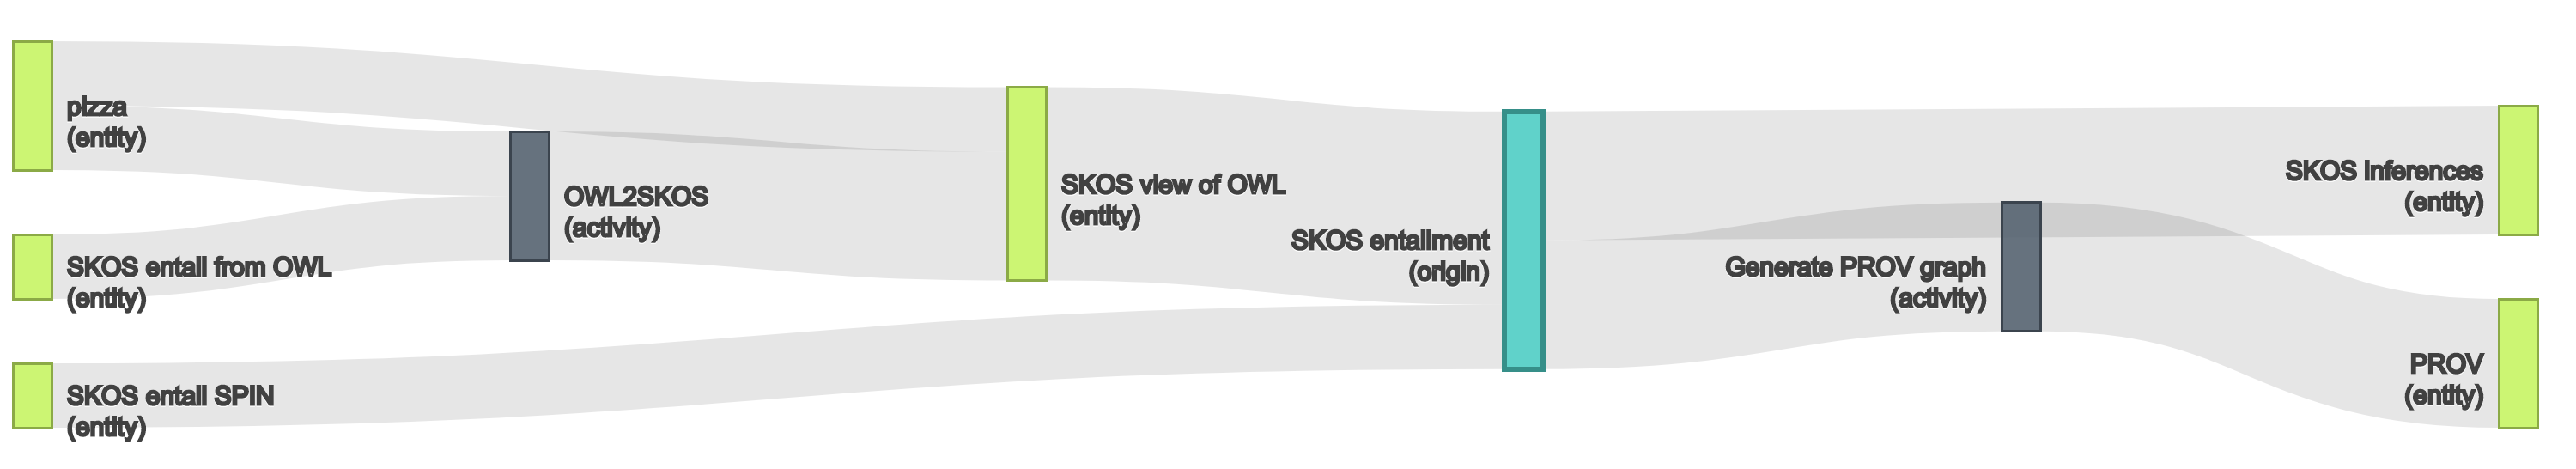 pizza
(entity)
SKOS entail from OWL
(entity)
SKOS entail SPIN
(entity)
OWL2SKOS
(activity)
SKOS view of OWL
(entity)
SKOS entailment
(origin)
Generate PROV graph
(activity)
SKOS inferences
(entity)
PROV
(entity)